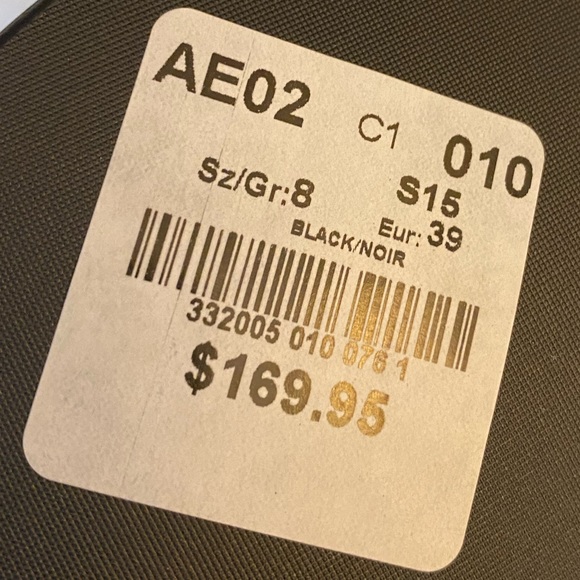 AE02 C1 010
Sz/Gr:8 S15
BLACK/NOIR Eur: 39
332005 010 076 1
$169.95